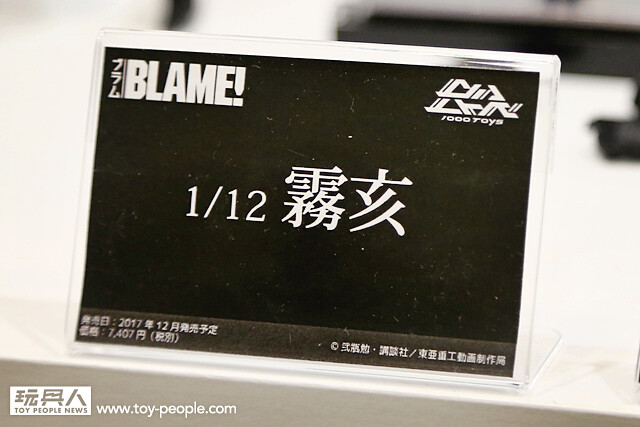 ブラム
BLAME!
1000Toys
1/12 霧亥
発売日：2017年12月発売予定
価格：7,407円（税別）
© 弐瓶勉・講談社／東亜重工動画制作局
玩具人
TOY PEOPLE NEWS
www.toy-people.com